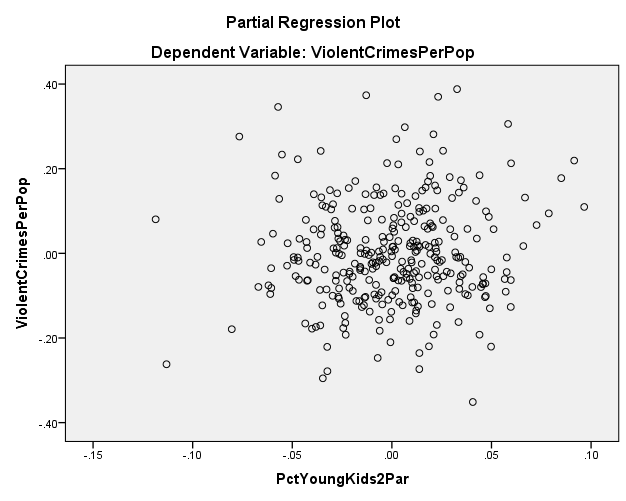 Partial Regression Plot
Dependent Variable: ViolentCrimesPerPop
.40
.20
.00
-.20
-.40
ViolentCrimesPerPop
-.15
-.10
-.05
.00
.05
.10
PctYoungKids2Par